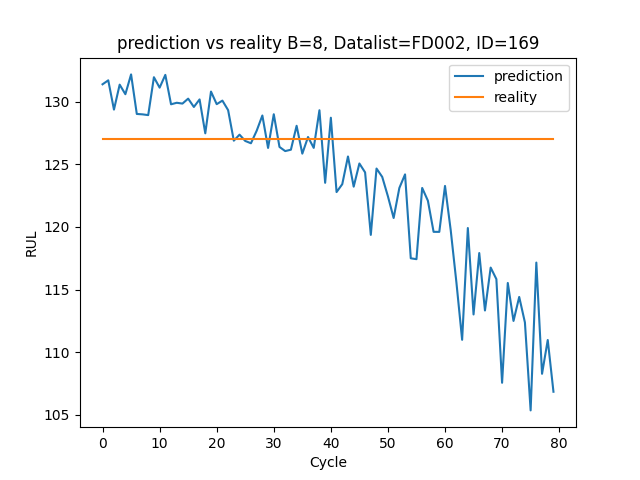 prediction vs reality B=8, Datalist=FD002, ID=169
prediction
reality
RUL
130
125
120
115
110
105
0 10 20 30 40 50 60 70 80
Cycle